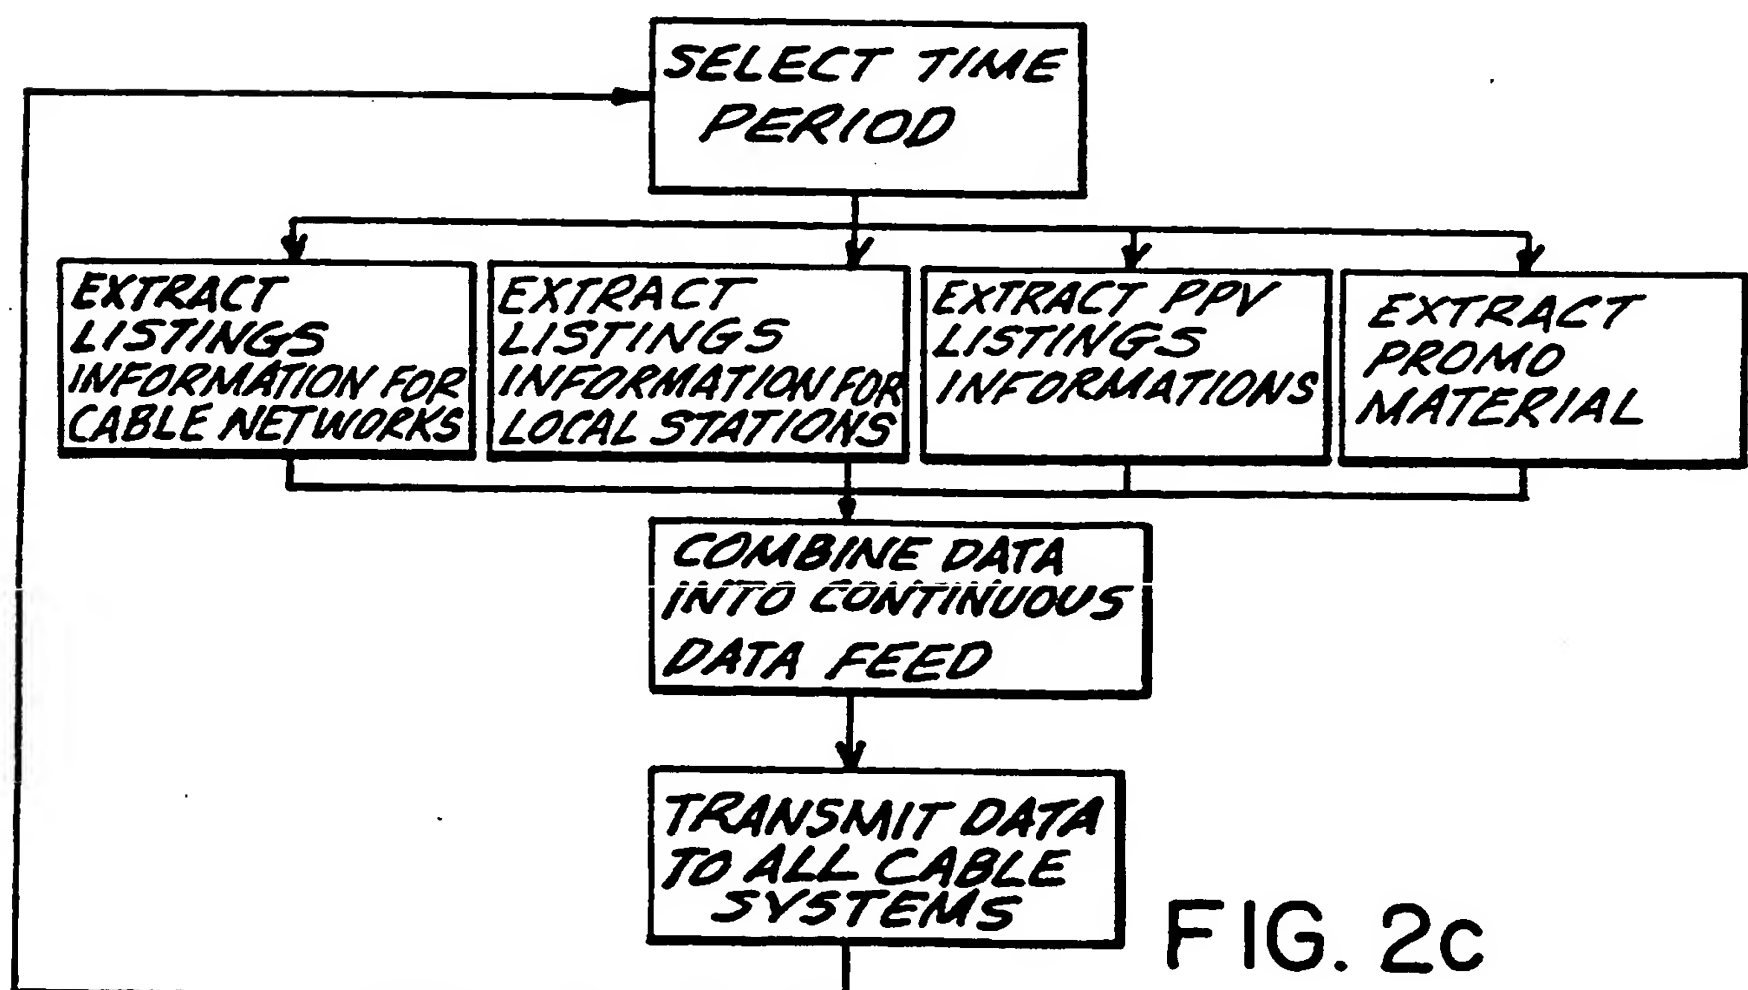 SELECT TIME
PERIOD
EXTRACT
LISTINGS
INFORMATION FOR
CABLE NETWORKS
EXTRACT
LISTINGS
INFORMATION FOR
LOCAL STATIONS
EXTRACT PPV
LISTINGS
INFORMATIONS
EXTRACT
PROMO
MATERIAL
COMBINE DATA
INTO CONTINUOUS
DATA FEED
TRANSMIT DATA
TO ALL CABLE
SYSTEMS
FIG. 2c